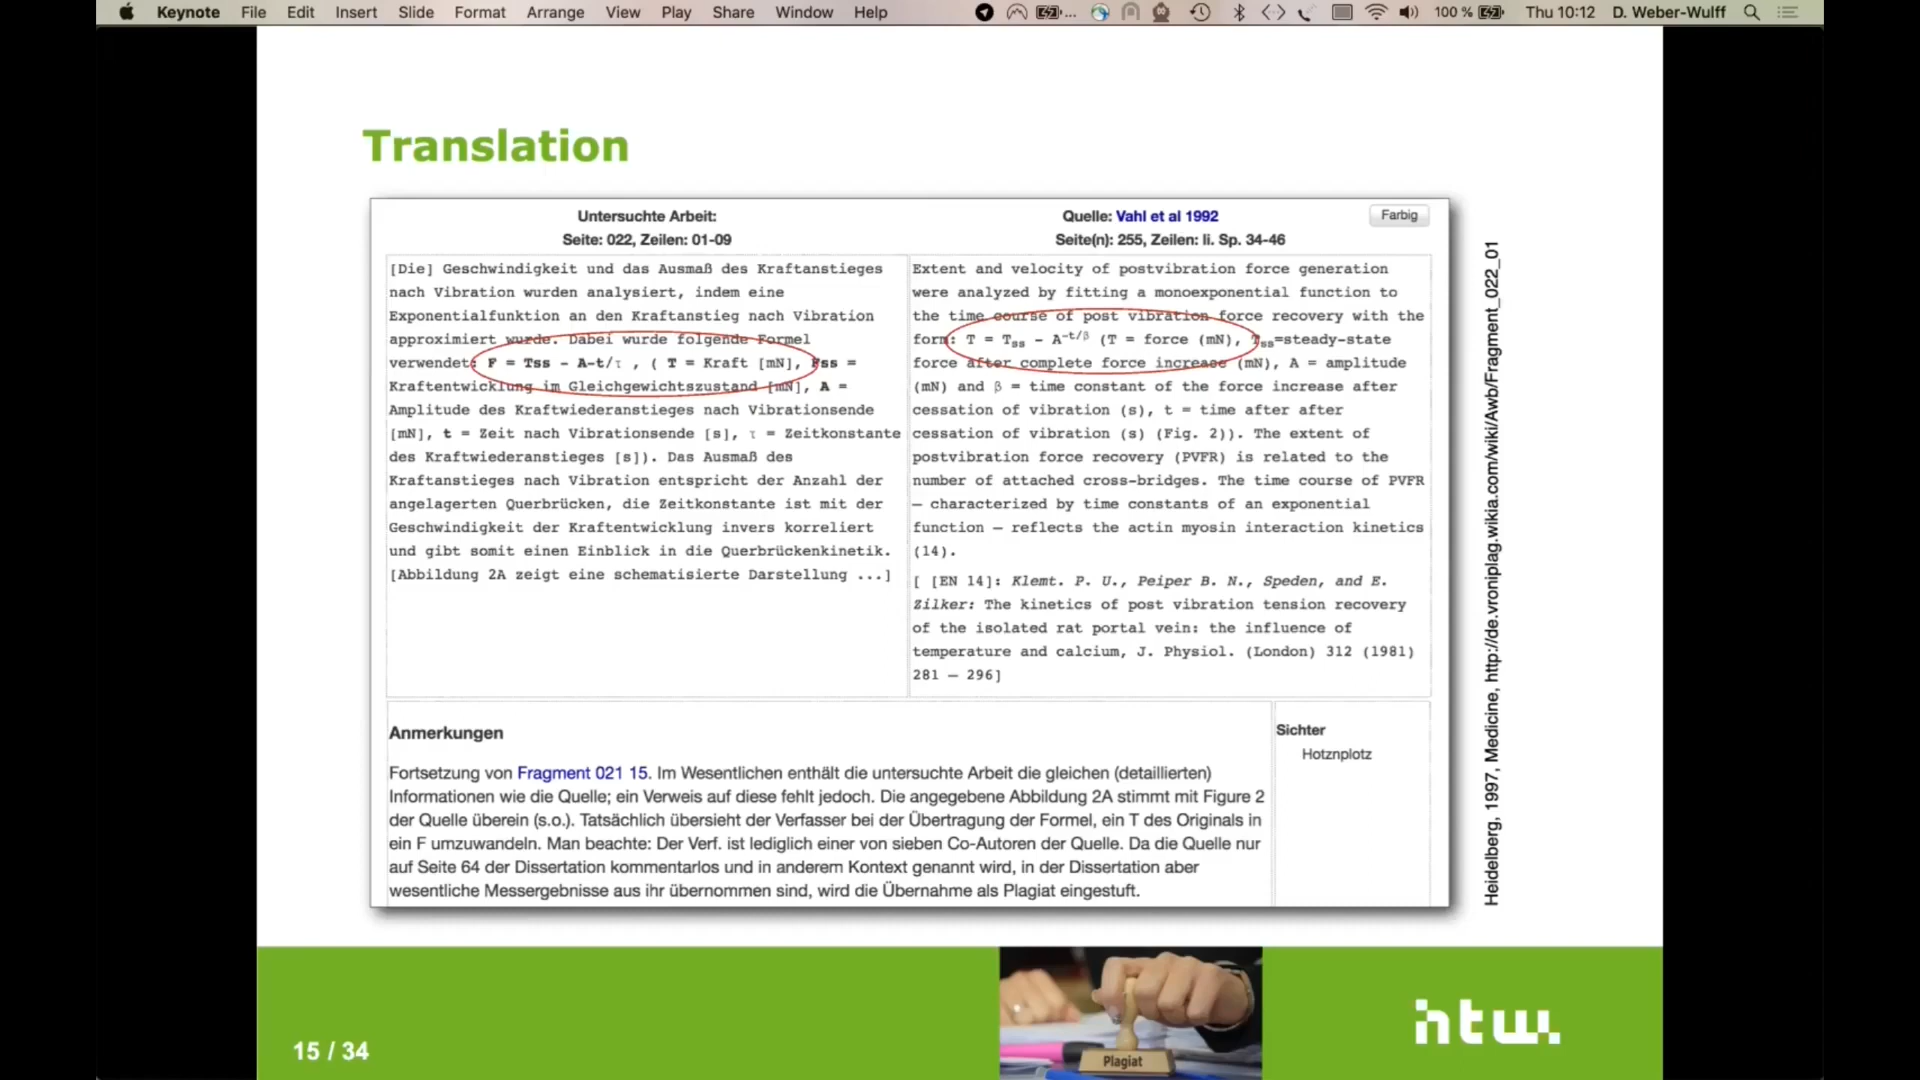 Keynote File Edit Insert Slide Format Arrange View Play Share Window Help 100 % Thu 10:12 D. Weber-Wulff
Translation
Untersuchte Arbeit:
Seite: 022, Zeilen: 01-09
[Die] Geschwindigkeit und das Ausmaß des Kraftanstieges
nach Vibration wurden analysiert, indem eine
Exponentialfunktion an den Kraftanstieg nach Vibration
approximiert wurde. Dabei wurde folgende Formel
verwendet: F = Tss - A-t/τ , ( T = Kraft [mN], Fss =
Kraftentwicklung im Gleichgewichtszustand [mN], A =
Amplitude des Kraftwiederanstieges nach Vibrationsende
[mN], t = Zeit nach Vibrationsende [s], τ = Zeitkonstante
des Kraftwiederanstieges [s]). Das Ausmaß des
Kraftanstieges nach Vibration entspricht der Anzahl der
angelagerten Querbrücken, die Zeitkonstante ist mit der
Geschwindigkeit der Kraftentwicklung invers korreliert
und gibt somit einen Einblick in die Querbrückenkinetik.
[Abbildung 2A zeigt eine schematisierte Darstellung ...]
Quelle: Vahl et al 1992
Seite(n): 255, Zeilen: li. Sp. 34-46
Farbig
Extent and velocity of postvibration force generation
were analyzed by fitting a monoexponential function to
the time course of post vibration force recovery with the
form: T = Tss - A-t/β (T = force (mN), Tss=steady-state
force after complete force increase (mN), A = amplitude
(mN) and β = time constant of the force increase after
cessation of vibration (s), t = time after after
cessation of vibration (s) (Fig. 2)). The extent of
postvibration force recovery (PVFR) is related to the
number of attached cross-bridges. The time course of PVFR
— characterized by time constants of an exponential
function — reflects the actin myosin interaction kinetics
(14).
[ [EN 14]: Klemt. P. U., Peiper B. N., Speden, and E.
Zilker: The kinetics of post vibration tension recovery
of the isolated rat portal vein: the influence of
temperature and calcium, J. Physiol. (London) 312 (1981)
281 — 296]
Anmerkungen
Fortsetzung von Fragment 021 15. Im Wesentlichen enthält die untersuchte Arbeit die gleichen (detaillierten)
Informationen wie die Quelle; ein Verweis auf diese fehlt jedoch. Die angegebene Abbildung 2A stimmt mit Figure 2
der Quelle überein (s.o.). Tatsächlich übersieht der Verfasser bei der Übertragung der Formel, ein T des Originals in
ein F umzuwandeln. Man beachte: Der Verf. ist lediglich einer von sieben Co-Autoren der Quelle. Da die Quelle nur
auf Seite 64 der Dissertation kommentarlos und in anderem Kontext genannt wird, in der Dissertation aber
wesentliche Messergebnisse aus ihr übernommen sind, wird die Übernahme als Plagiat eingestuft.
Sichter
Hotznplotz
Heidelberg, 1997, Medicine, http://de.vroniplag.wikia.com/wiki/Awb/Fragment_022_01
15 / 34
Plagiat
htw.